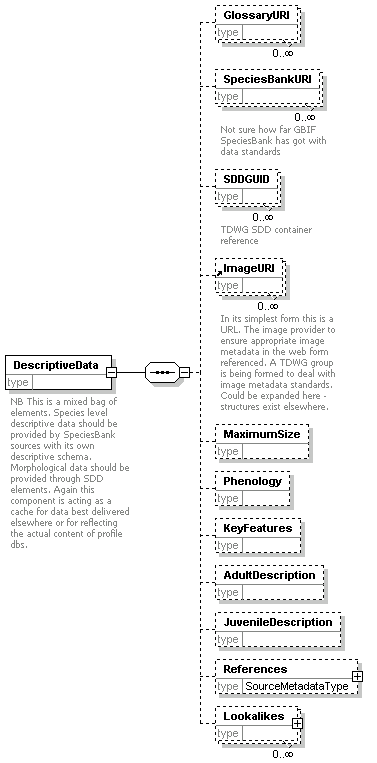 GlossaryURI
type
0..∞
SpeciesBankURI
type
0..∞
Not sure how far GBIF
SpeciesBank has got with
data standards
SDDGUID
type
0..∞
TDWG SDD container
reference
ImageURI
type
0..∞
In its simplest form this is a
URL. The image provider to
ensure appropriate image
metadata in the web form
referenced. A TDWG group
is being formed to deal with
image metadata standards.
Could be expanded here -
structures exist elsewhere.
DescriptiveData
type
NB This is a mixed bag of
elements. Species level
descriptive data should be
provided by SpeciesBank
sources with its own
descriptive schema.
Morphological data should be
provided through SDD
elements. Again this
component is acting as a
cache for data best delivered
elsewhere or for reflecting
the actual content of profile
dbs.
MaximumSize
type
Phenology
type
KeyFeatures
type
AdultDescription
type
JuvenileDescription
type
References
type SourceMetadataType
Lookalikes
type
0..∞